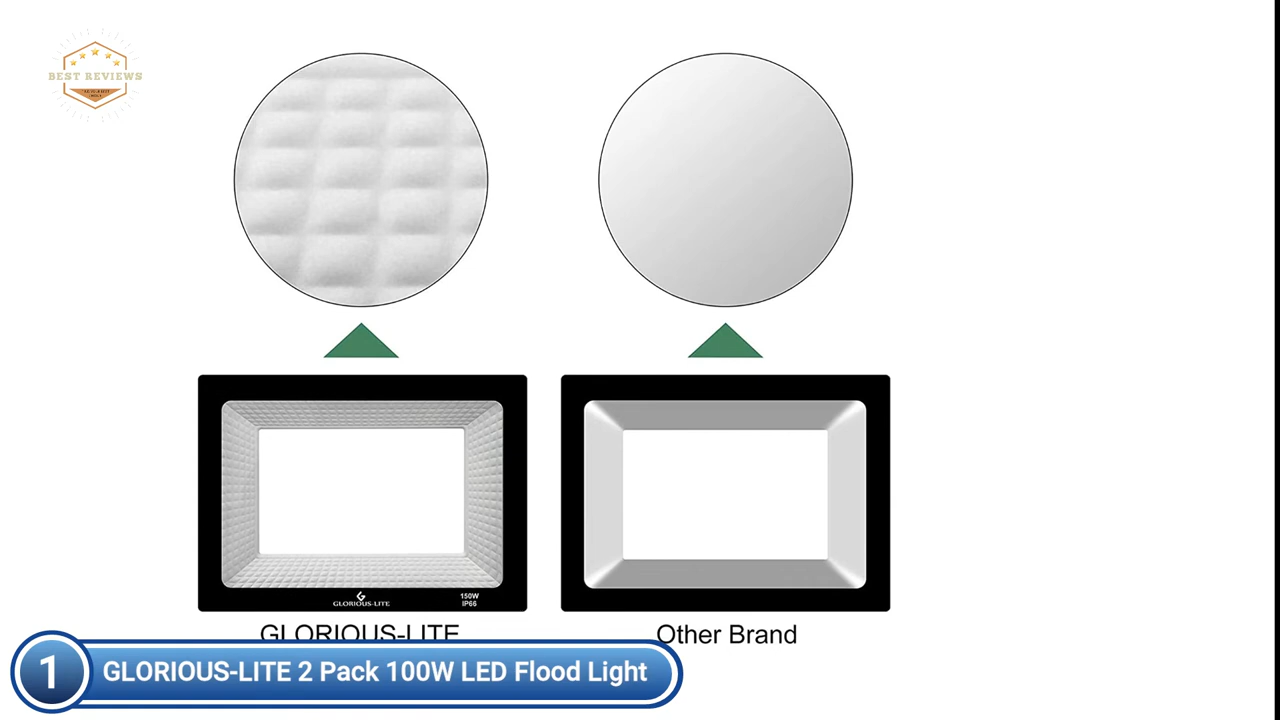 BEST REVIEWS
GLORIOUS-LITE
150W
IP66
GLORIOUS-LITE
Other Brand
1
GLORIOUS-LITE 2 Pack 100W LED Flood Light